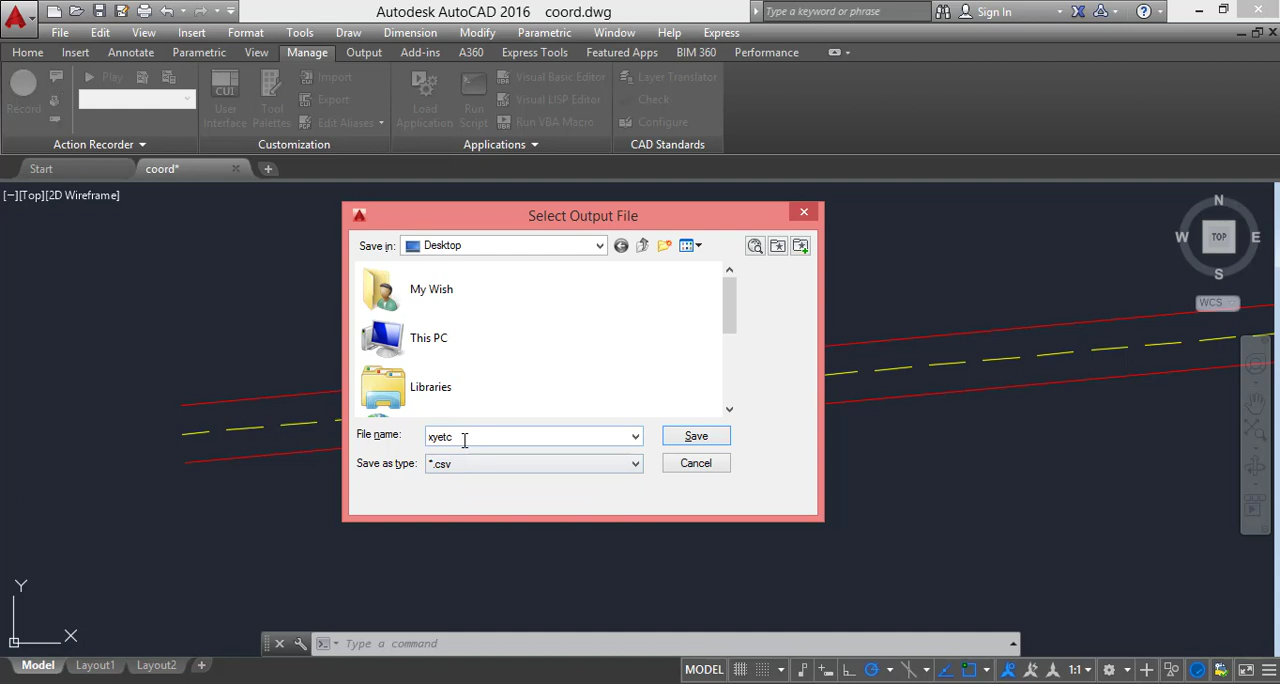 Autodesk AutoCAD 2016 coord.dwg
Type a keyword or phrase
Sign In
File Edit View Insert Format Tools Draw Dimension Modify Parametric Window Help Express
Home Insert Annotate Parametric View Manage Output Add-ins A360 Express Tools Featured Apps BIM 360 Performance
Record
Play
CUI
User
Interface
Tool
Palettes
Import
Export
Edit Aliases
Load
Application
Run
Script
Visual Basic Editor
Visual LISP Editor
Run VBA Macro
Layer Translator
Check
Configure
Action Recorder
Customization
Applications
CAD Standards
Start
coord*
[−][Top][2D Wireframe]
N
W
TOP
E
S
WCS
Select Output File
Save in:
Desktop
My Wish
This PC
Libraries
File name:
xyetc
Save
Save as type:
*.csv
Cancel
Y
X
Type a command
Model
Layout1
Layout2
MODEL
1:1